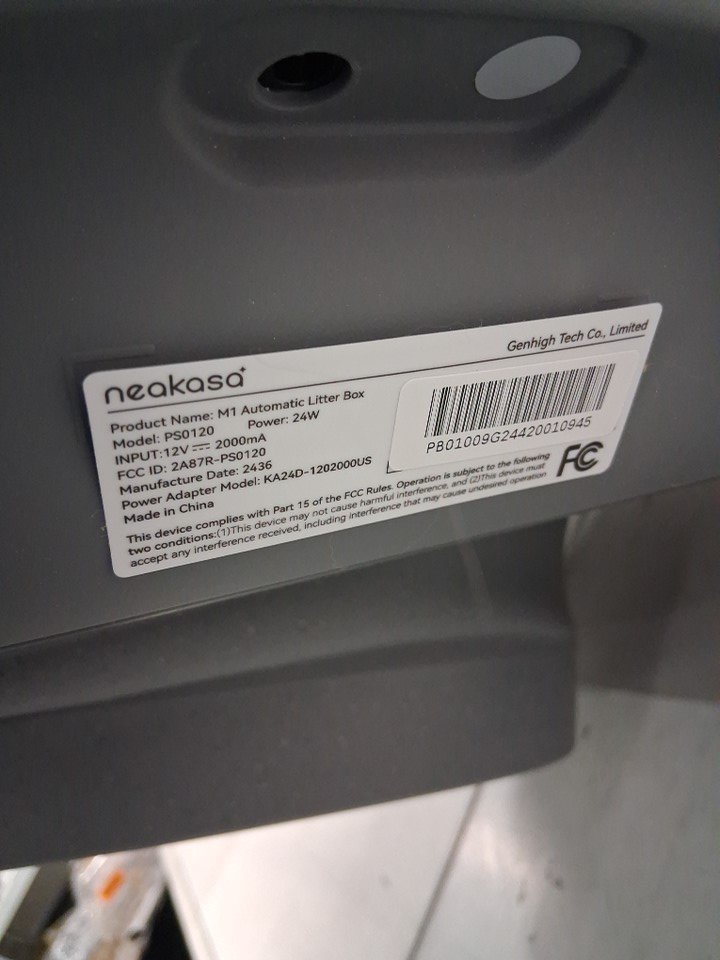 neakasa
Genhigh Tech Co., Limited
Product Name: M1 Automatic Litter Box
Model: PS0120 Power: 24W
INPUT:12V ⎓ 2000mA
FCC ID: 2A87R-PS0120
Manufacture Date: 2436
Power Adapter Model: KA24D-1202000US
Made in China
PB01009G24420010945
FC
This device complies with Part 15 of the FCC Rules. Operation is subject to the following
two conditions:(1)This device may not cause harmful interference, and (2)This device must
accept any interference received, including interference that may cause undesired operation